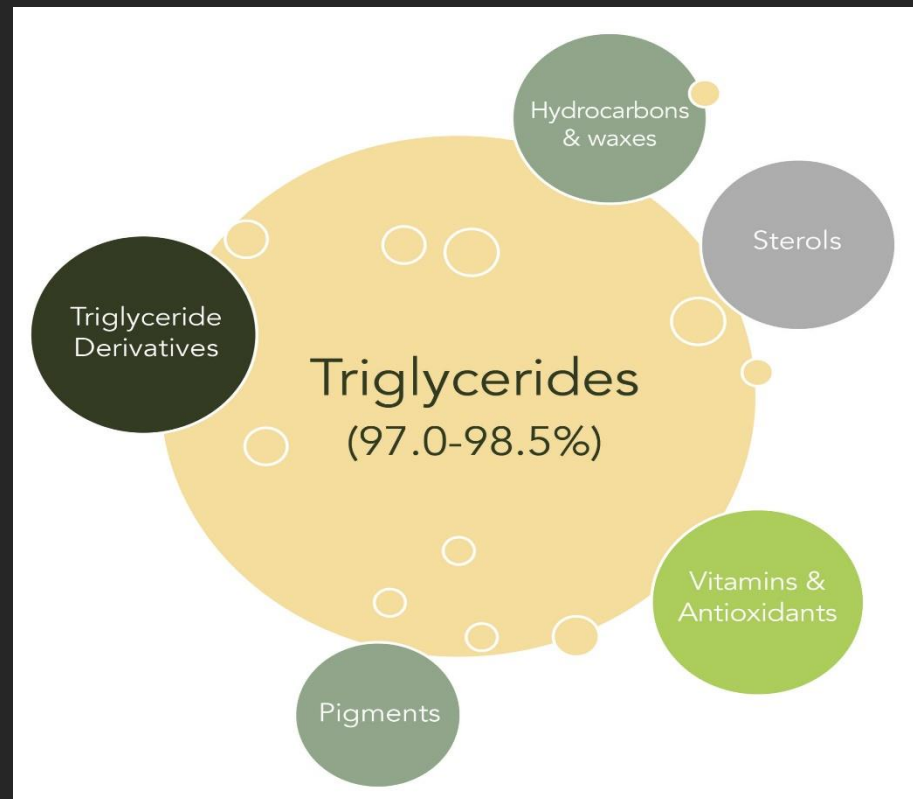 Hydrocarbons
& waxes
Sterols
Triglyceride
Derivatives
Triglycerides
(97.0-98.5%)
Vitamins &
Antioxidants
Pigments